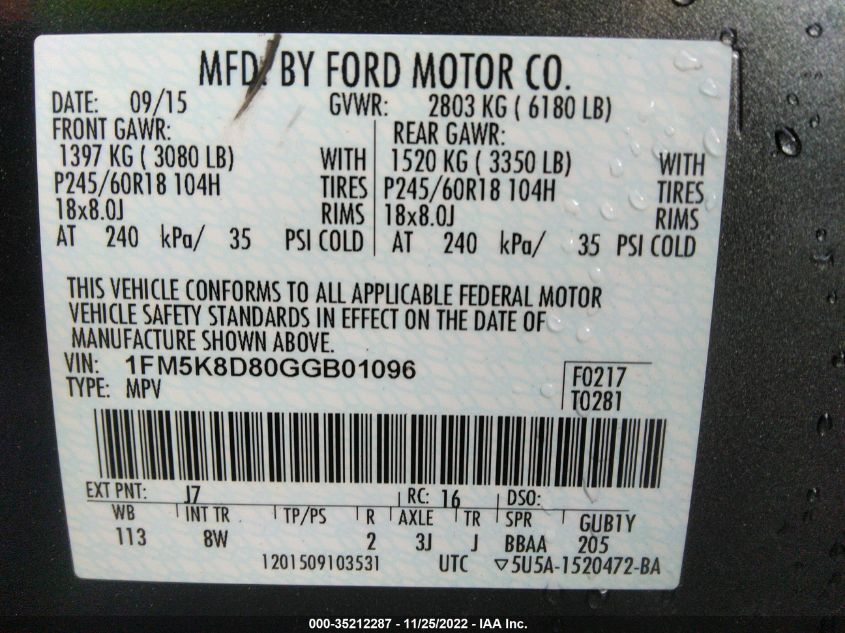 MFD. BY FORD MOTOR CO.
DATE: 09/15 GVWR: 2803 KG ( 6180 LB)
FRONT GAWR: REAR GAWR:
1397 KG ( 3080 LB) WITH 1520 KG ( 3350 LB) WITH
P245/60R18 104H TIRES P245/60R18 104H TIRES
18x8.0J RIMS 18x8.0J RIMS
AT 240 kPa/ 35 PSI COLD AT 240 kPa/ 35 PSI COLD
THIS VEHICLE CONFORMS TO ALL APPLICABLE FEDERAL MOTOR
VEHICLE SAFETY STANDARDS IN EFFECT ON THE DATE OF
MANUFACTURE SHOWN ABOVE.
VIN: 1FM5K8D80GGB01096 F0217
TYPE: MPV T0281
EXT PNT: J7 RC: 16 DSO:
WB INT TR TP/PS R AXLE TR SPR GUB1Y
113 8W 2 3J J BBAA 205
1201509103531 UTC ▽5U5A-1520472-BA
000-35212287 - 11/25/2022 - IAA Inc.